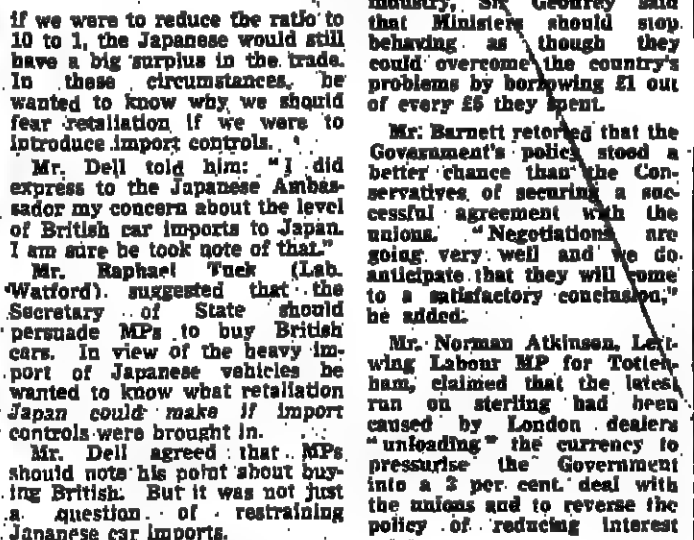 if we were to reduce the ratio to
10 to 1, the Japanese would still
have a big surplus in the trade.
In these circumstances, he
wanted to know why we should
fear retaliation if we were to
introduce import controls.
Mr. Dell told him: "I did
express to the Japanese Ambas-
sador my concern about the level
of British car imports to Japan.
I am sure he took note of that."
Mr. Raphael Tuck (Lab.
Watford) suggested that the
Secretary of State should
persuade MPs to buy British
cars. In view of the heavy im-
port of Japanese vehicles he
wanted to know what retaliation
Japan could make if import
controls were brought in.
Mr. Dell agreed that MPs
should note his point about buy-
ing British. But it was not just
a question of restraining
Japanese car imports.
industry, Sir Geoffrey said
that Ministers should stop
behaving as though they
could overcome the country's
problems by borrowing £1 out
of every £5 they spent.
Mr. Barnett retorted that the
Government's policy stood a
better chance than the Con-
servatives of securing a suc-
cessful agreement with the
unions. "Negotiations are
going very well and we do
anticipate that they will come
to a satisfactory conclusion,"
he added.
Mr. Norman Atkinson, Left-
wing Labour MP for Totten-
ham, claimed that the latest
run on sterling had been
caused by London dealers
"unloading" the currency to
pressurise the Government
into a 3 per cent. deal with
the unions and to reverse the
policy of reducing interest